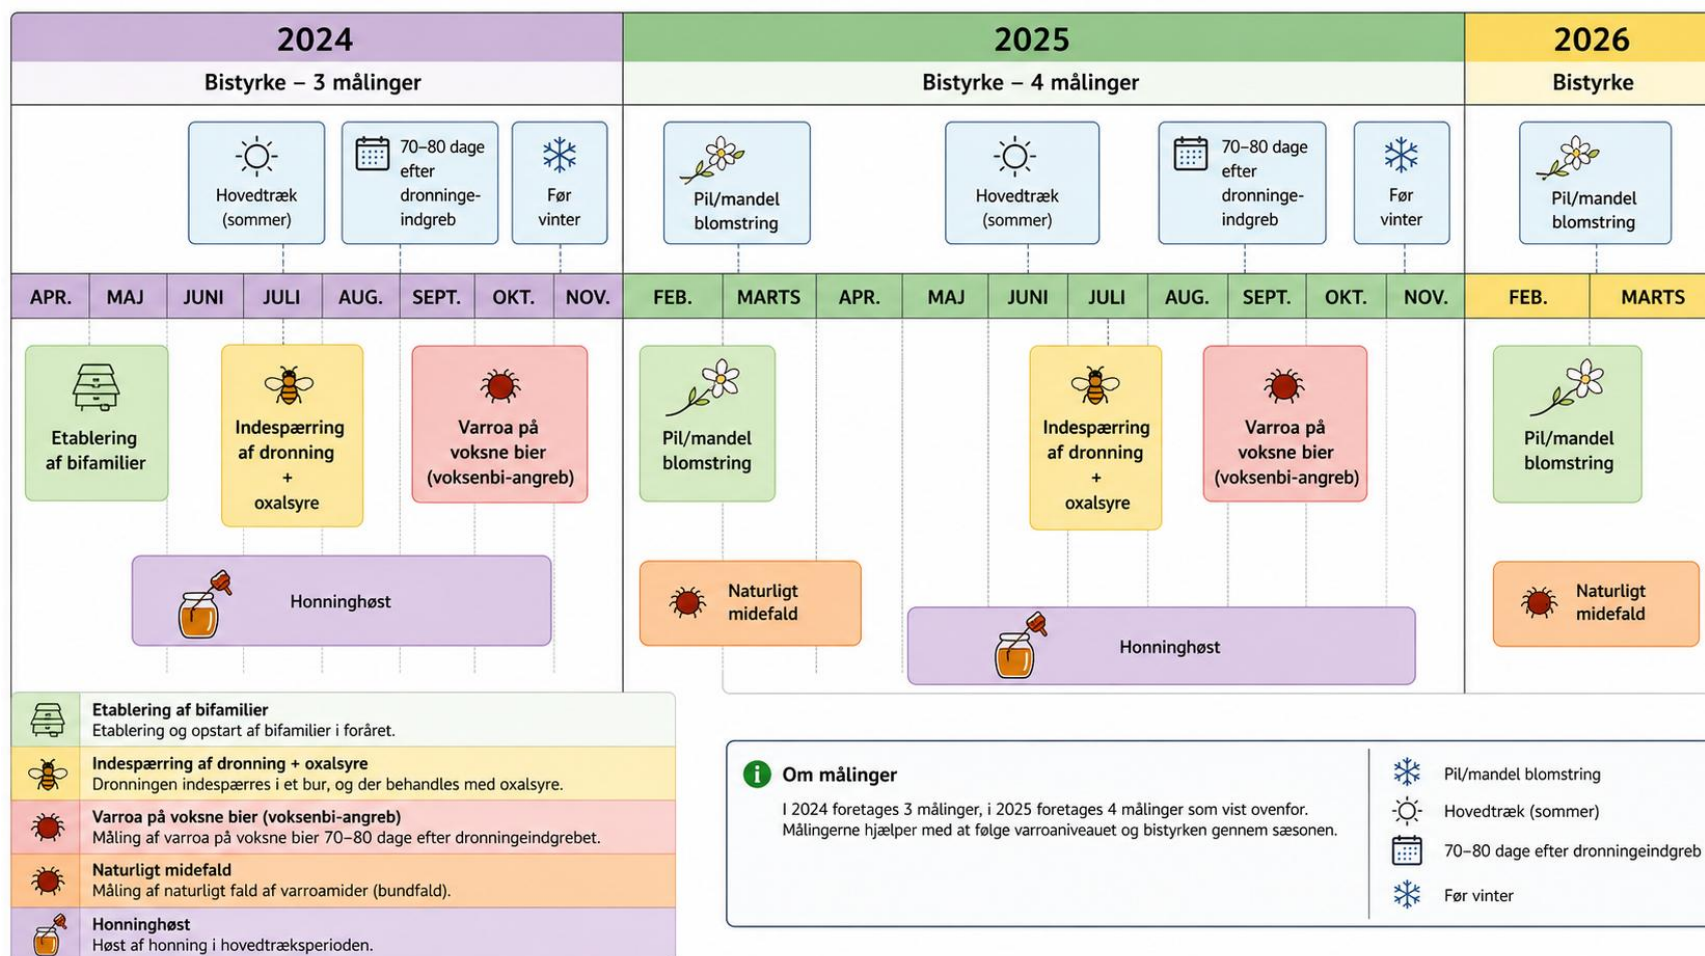 2024
2025
2026
Bistyrke – 3 målinger
Bistyrke – 4 målinger
Bistyrke
Hovedtræk
(sommer)
70–80 dage
efter
dronninge-
indgreb
Før
vinter
Pil/mandel
blomstring
Hovedtræk
(sommer)
70–80 dage
efter
dronninge-
indgreb
Før
vinter
Pil/mandel
blomstring
APR. MAJ JUNI JULI AUG. SEPT. OKT. NOV. FEB. MARTS APR. MAJ JUNI JULI AUG. SEPT. OKT. NOV. FEB. MARTS
Etablering
af bifamilier
Indespærring
af dronning
+
oxalsyre
Varroa på
voksne bier
(voksenbi-angreb)
Pil/mandel
blomstring
Indespærring
af dronning
+
oxalsyre
Varroa på
voksne bier
(voksenbi-angreb)
Pil/mandel
blomstring
Honninghøst
Naturligt
midefald
Honninghøst
Naturligt
midefald
Etablering af bifamilier
Etablering og opstart af bifamilier i foråret.
Indespærring af dronning + oxalsyre
Dronningen indespærres i et bur, og der behandles med oxalsyre.
Varroa på voksne bier (voksenbi-angreb)
Måling af varroa på voksne bier 70–80 dage efter dronningeindgrebet.
Naturligt midefald
Måling af naturligt fald af varroamider (bundfald).
Honninghøst
Høst af honning i hovedtræksperioden.
Om målinger
I 2024 foretages 3 målinger, i 2025 foretages 4 målinger som vist ovenfor.
Målingerne hjælper med at følge varroaniveauet og bistyrken gennem sæsonen.
Pil/mandel blomstring
Hovedtræk (sommer)
70–80 dage efter dronningeindgreb
Før vinter